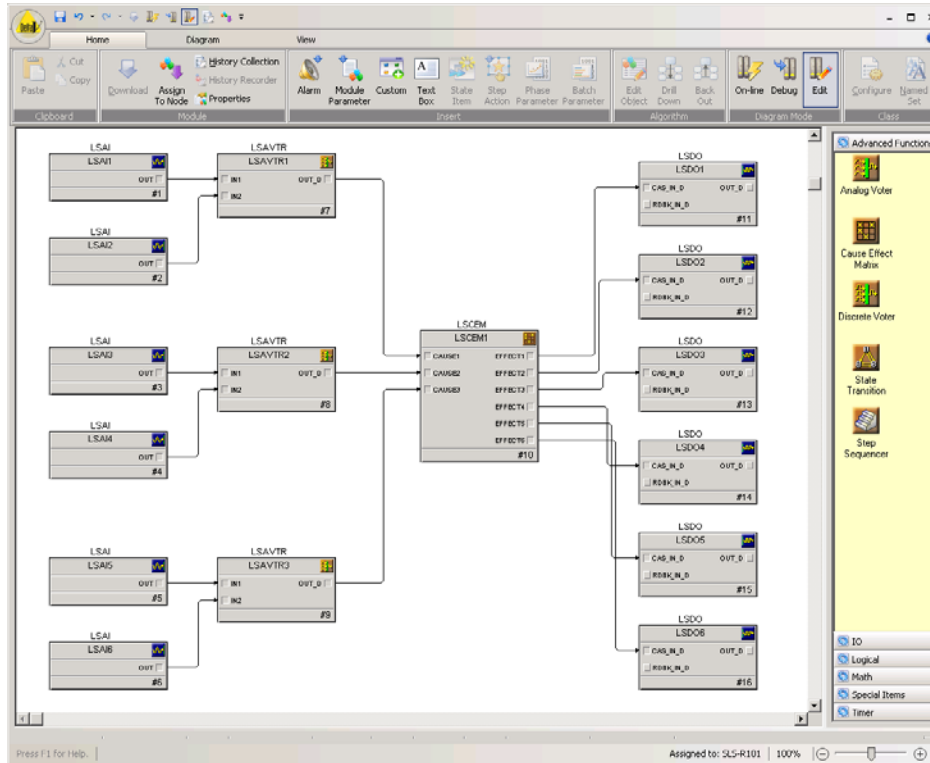 Home Diagram View
Paste
Cut
Copy
Clipboard
Download
Assign To Node
History Collection
History Recorder
Properties
Module
Alarm
Module Parameter
Custom
Text Box
State Item
Step Action
Phase Parameter
Batch Parameter
Insert
Edit Object
Drill Down
Back Out
Algorithm
On-line
Debug
Edit
Diagram Mode
Configure
Named Set
Class
LSAI
LSAI1
OUT
#1
LSAI
LSAI2
OUT
#2
LSAVTR
LSAVTR1
IN1 OUT_D
IN2
#7
LSAI
LSAI3
OUT
#3
LSAI
LSAI4
OUT
#4
LSAVTR
LSAVTR2
IN1 OUT_D
IN2
#8
LSAI
LSAI5
OUT
#5
LSAI
LSAI6
OUT
#6
LSAVTR
LSAVTR3
IN1 OUT_D
IN2
#9
LSCEM
LSCEM1
CAUSE1 EFFECT1
CAUSE2 EFFECT2
CAUSE3 EFFECT3
EFFECT4
EFFECT5
EFFECT6
#10
LSDO
LSDO1
CAS_IN_D OUT_D
RDBK_IN_D
#11
LSDO
LSDO2
CAS_IN_D OUT_D
RDBK_IN_D
#12
LSDO
LSDO3
CAS_IN_D OUT_D
RDBK_IN_D
#13
LSDO
LSDO4
CAS_IN_D OUT_D
RDBK_IN_D
#14
LSDO
LSDO5
CAS_IN_D OUT_D
RDBK_IN_D
#15
LSDO
LSDO6
CAS_IN_D OUT_D
RDBK_IN_D
#16
Advanced Function
Analog Voter
Cause Effect
Matrix
Discrete Voter
State
Transition
Step
Sequencer
IO
Logical
Math
Special Items
Timer
Press F1 for Help.
Assigned to: SLS-R101 100%